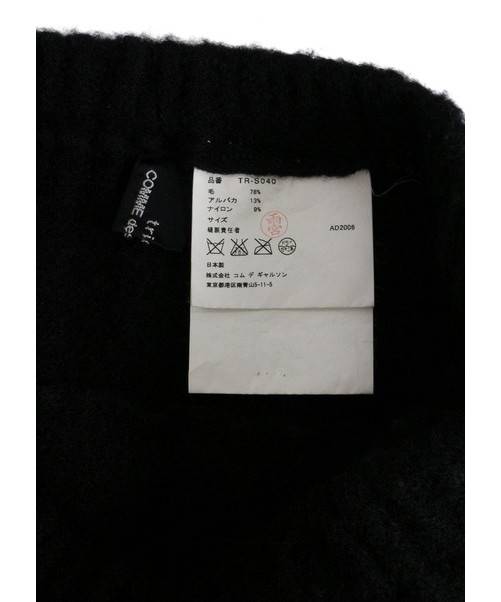 品番 TR-S040
毛 78%
アルパカ 13%
ナイロン 9%
サイズ
縫製責任者 AD2008
日本製
株式会社 コム デ ギャルソン
東京都港区南青山5-11-5
tric
COMME des